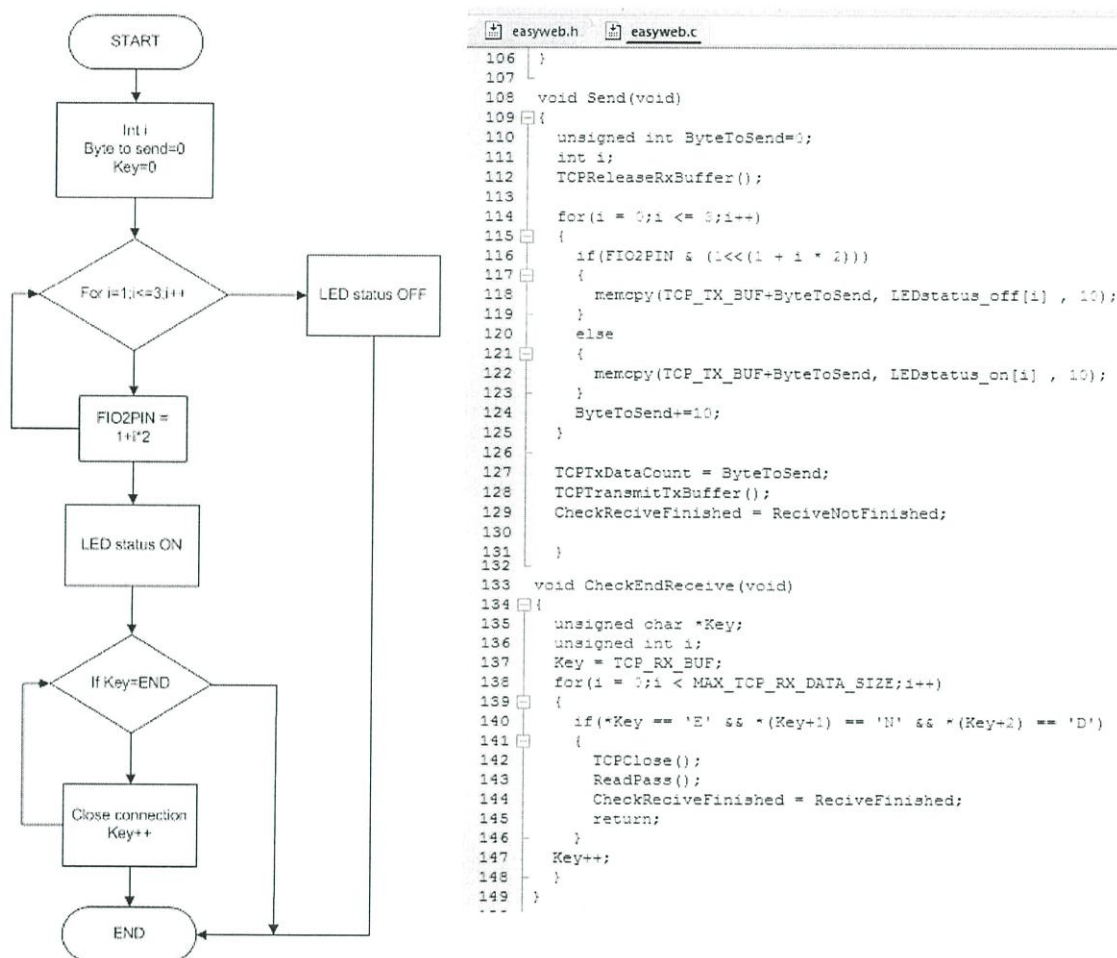 START
Int i
Byte to send=0
Key=0
For i=1;i<=3,i++
LED status OFF
FIO2PIN =
1+i*2
LED status ON
If Key=END
Close connection
Key++
END
easyweb.h easyweb.c
106 }
107
108 void Send(void)
109 {
110 unsigned int ByteToSend=0;
111 int i;
112 TCPReleaseRxBuffer();
113
114 for(i = 0;i <= 3;i++)
115 {
116 if(FIO2PIN & (1<<(1 + i * 2)))
117 {
118 memcpy(TCP_TX_BUF+ByteToSend, LEDstatus_off[i] , 10);
119 }
120 else
121 {
122 memcpy(TCP_TX_BUF+ByteToSend, LEDstatus_on[i] , 10);
123 }
124 ByteToSend+=10;
125 }
126
127 TCPTxDataCount = ByteToSend;
128 TCPTransmitTxBuffer();
129 CheckReciveFinished = ReciveNotFinished;
130
131 }
132
133 void CheckEndReceive(void)
134 {
135 unsigned char *Key;
136 unsigned int i;
137 Key = TCP_RX_BUF;
138 for(i = 0;i < MAX_TCP_RX_DATA_SIZE;i++)
139 {
140 if(*Key == 'E' && *(Key+1) == 'N' && *(Key+2) == 'D')
141 {
142 TCPClose();
143 ReadPass();
144 CheckReciveFinished = ReciveFinished;
145 return;
146 }
147 Key++;
148 }
149 }